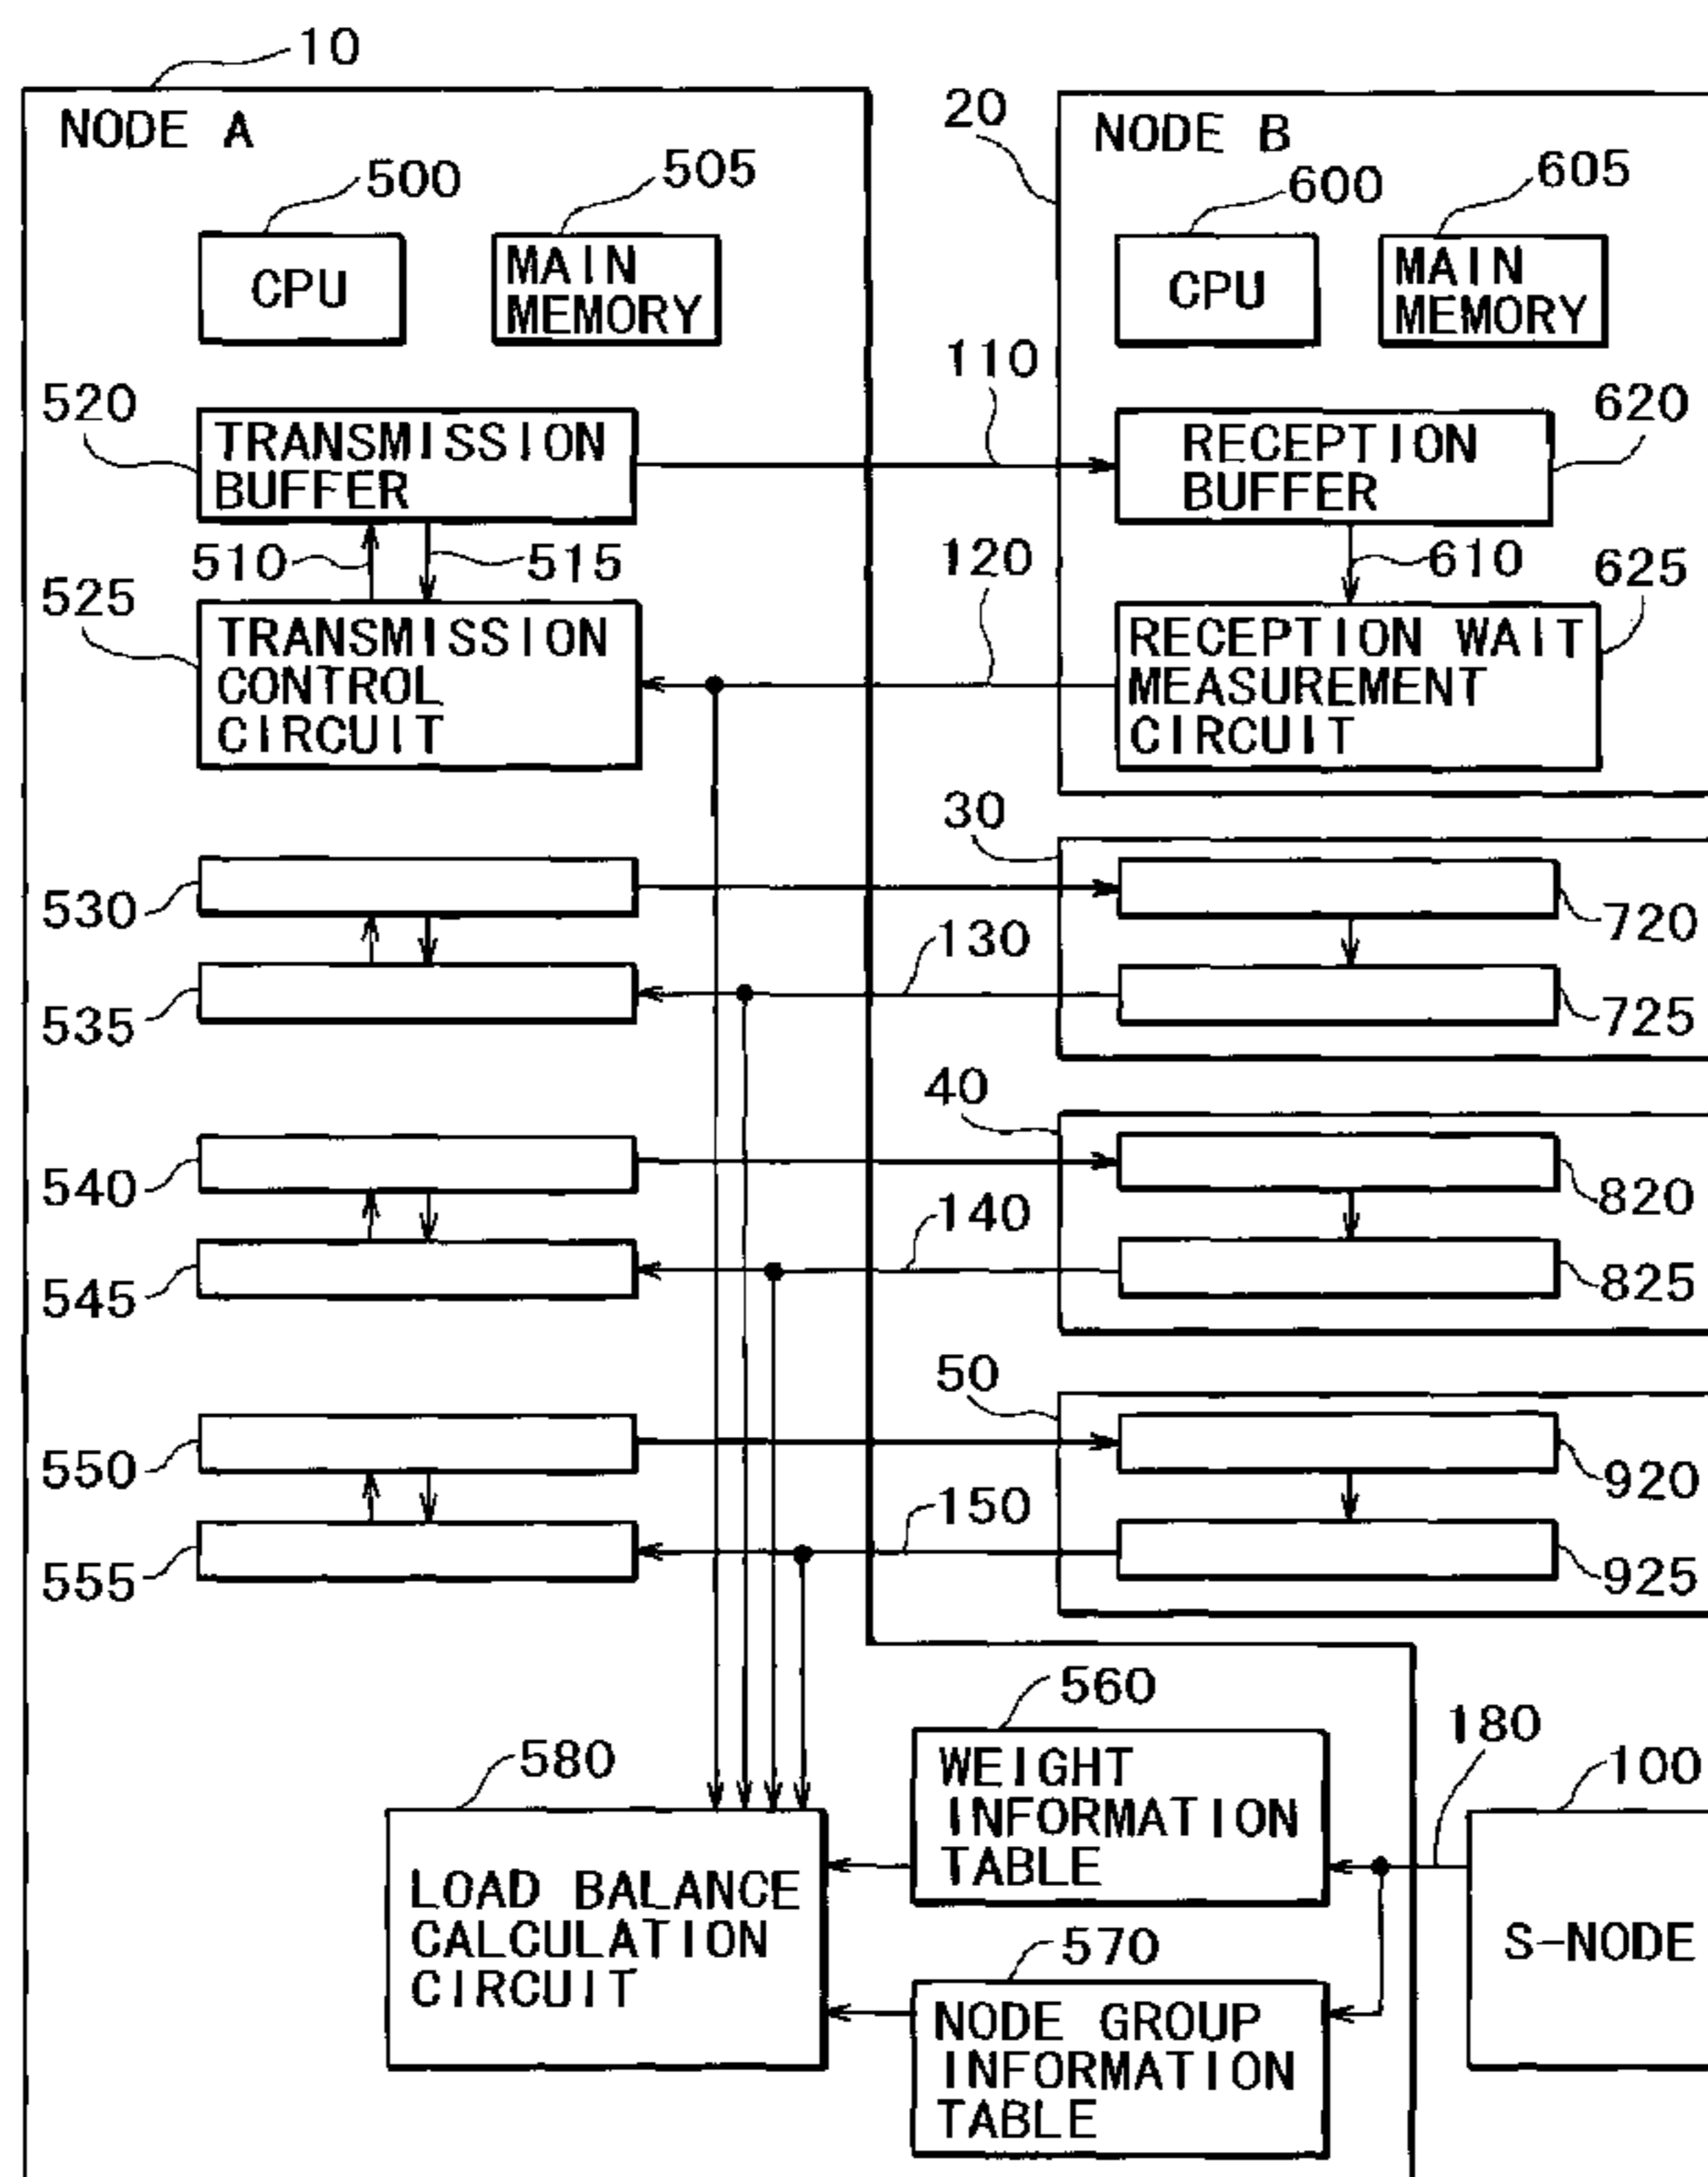 10
NODE A
500
505
CPU
MAIN
MEMORY
20
NODE B
600
605
CPU
MAIN
MEMORY
110
520
TRANSMISSION
BUFFER
RECEPTION
BUFFER
620
510
515
120
610
525
TRANSMISSION
CONTROL
CIRCUIT
RECEPTION WAIT
MEASUREMENT
CIRCUIT
625
30
530
720
130
535
725
40
540
820
140
545
825
50
550
920
150
555
925
560
180
580
100
WEIGHT
INFORMATION
TABLE
LOAD BALANCE
CALCULATION
CIRCUIT
S-NODE
570
NODE GROUP
INFORMATION
TABLE